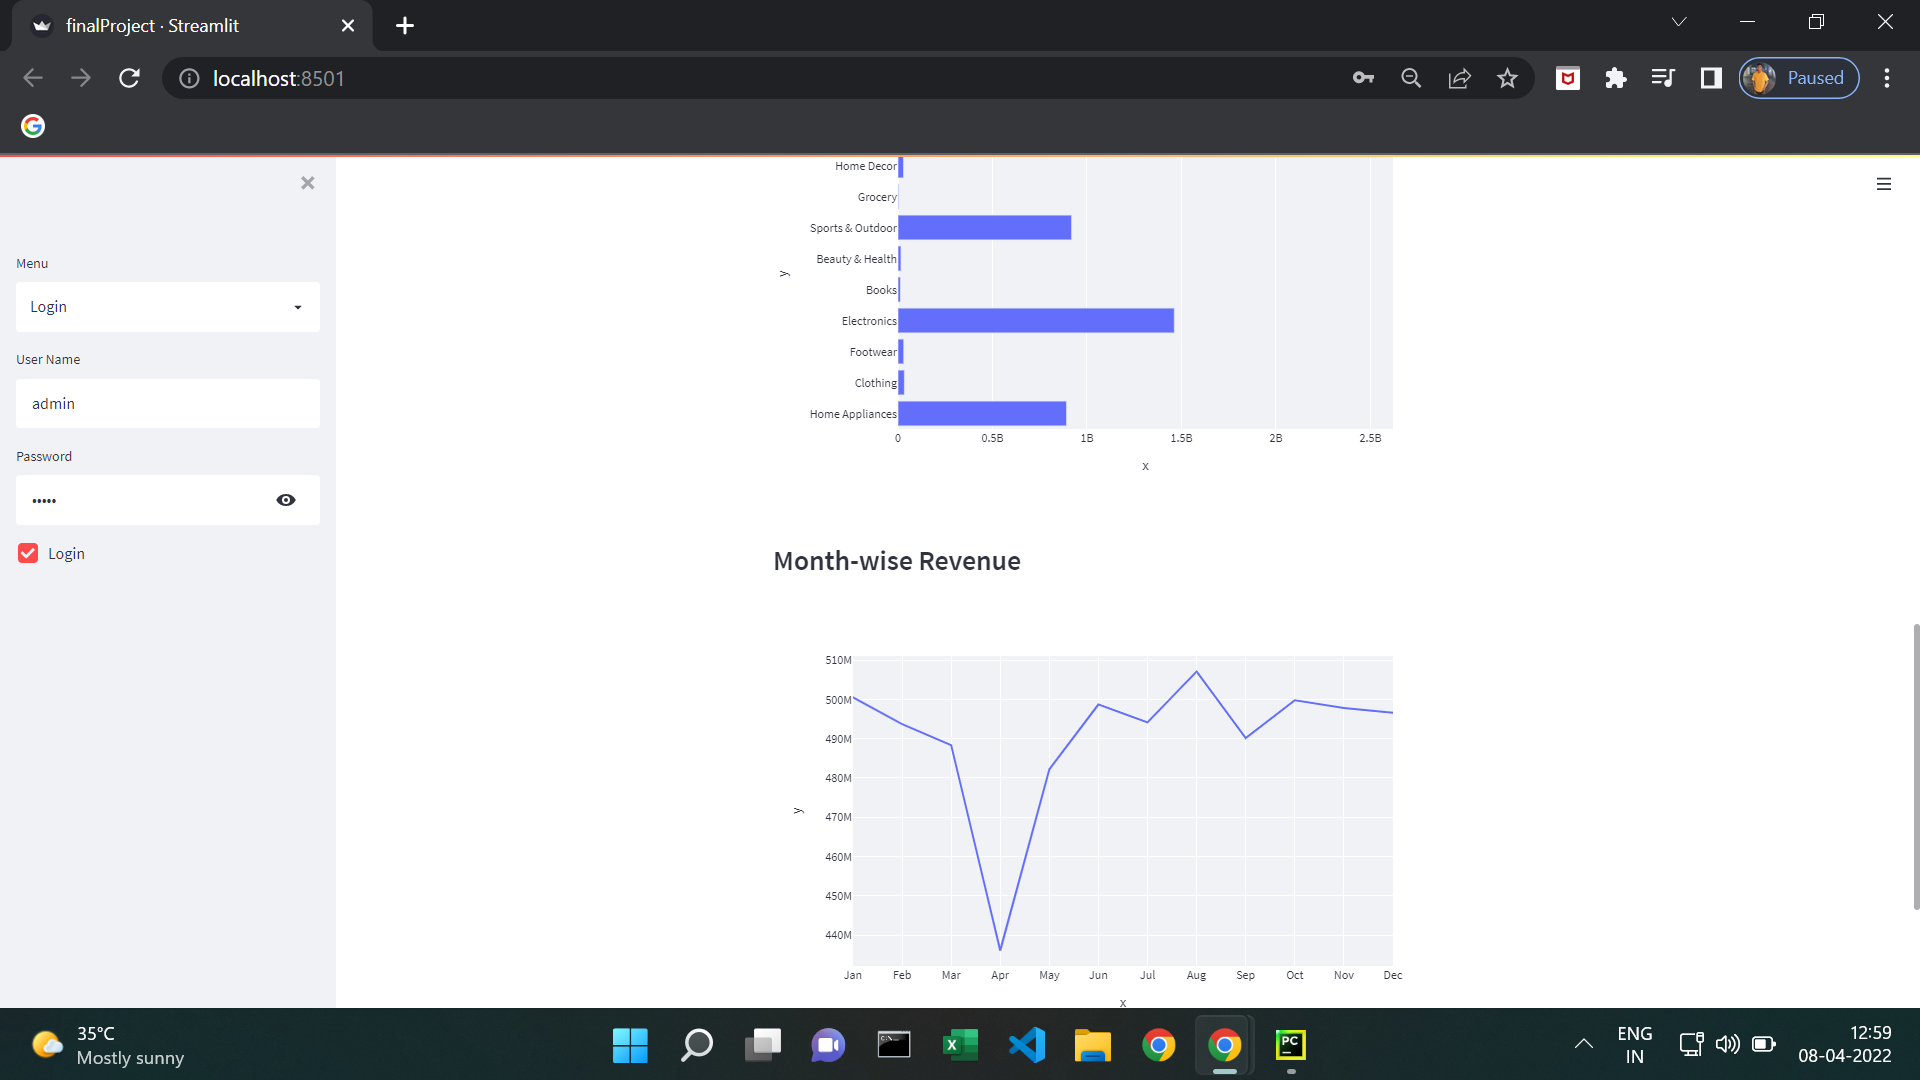 finalProject · Streamlit
localhost:8501
Paused
Menu
Login
User Name
admin
Password
•••••
Login
Home Decor
Grocery
Sports & Outdoor
Beauty & Health
Books
Electronics
Footwear
Clothing
Home Appliances
y
0 0.5B 1B 1.5B 2B 2.5B
x
Month-wise Revenue
510M
500M
490M
480M
470M
460M
450M
440M
y
Jan Feb Mar Apr May Jun Jul Aug Sep Oct Nov Dec
x
35°C
Mostly sunny
PC
ENG
IN
12:59
08-04-2022